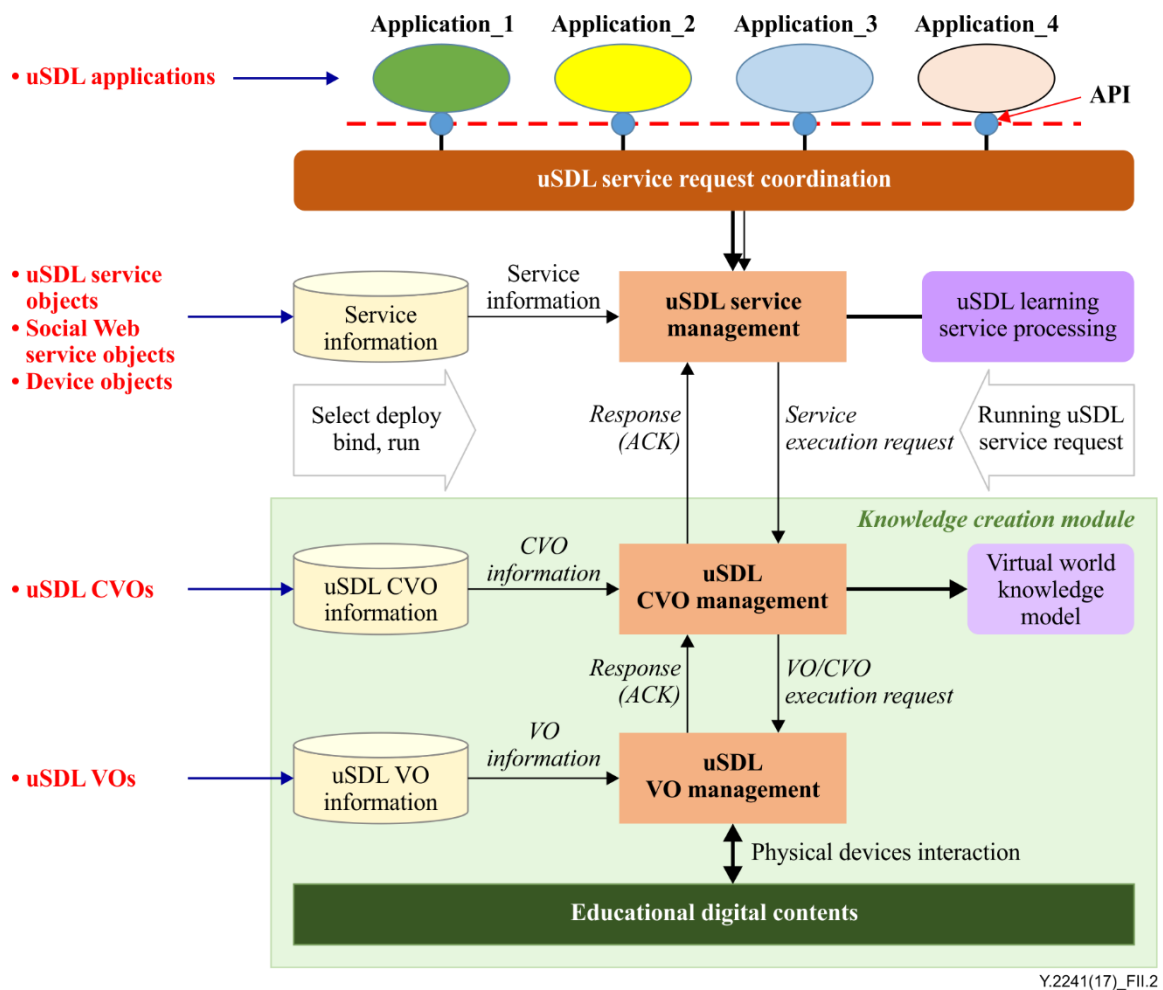 Application_1
Application_2
Application_3
Application_4
• uSDL applications
API
uSDL service request coordination
• uSDL service
objects
• Social Web
service objects
• Device objects
Service
information
Service
information
uSDL service
management
uSDL learning
service processing
Select deploy
bind, run
Response
(ACK)
Service
execution request
Running uSDL
service request
Knowledge creation module
• uSDL CVOs
uSDL CVO
information
CVO
information
uSDL
CVO management
Virtual world
knowledge
model
Response
(ACK)
VO/CVO
execution request
• uSDL VOs
uSDL VO
information
VO
information
uSDL
VO management
Physical devices interaction
Educational digital contents
Y.2241(17)_FII.2